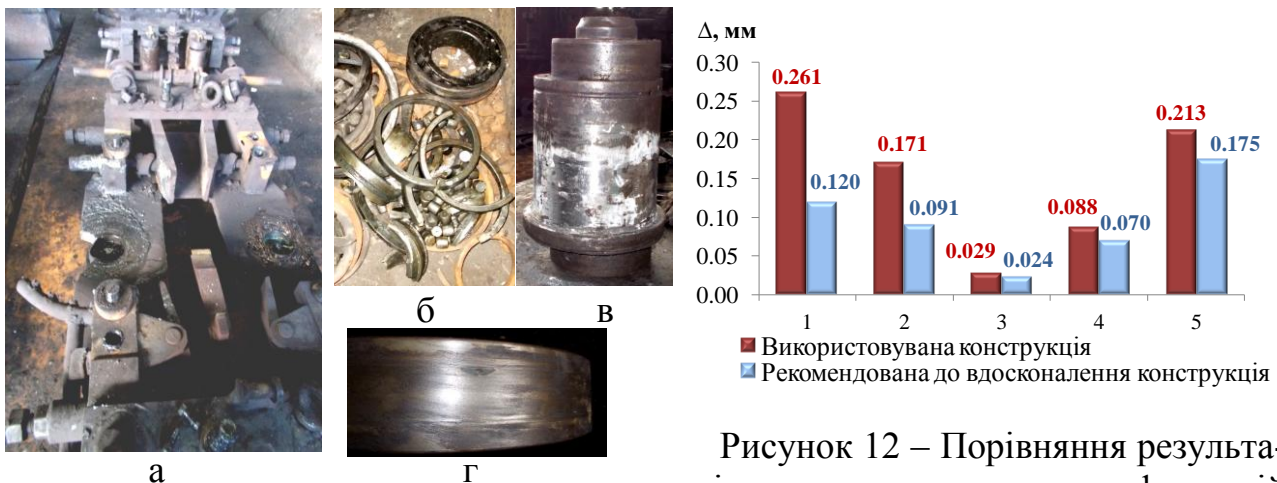 а
б
в
г
Δ, мм
0.30
0.25
0.20
0.15
0.10
0.05
0.00
0.261
0.120
0.171
0.091
0.029
0.024
0.088
0.070
0.213
0.175
1 2 3 4 5
Використовувана конструкція
Рекомендована до вдосконалення конструкція
Рисунок 12 – Порівняння результа-